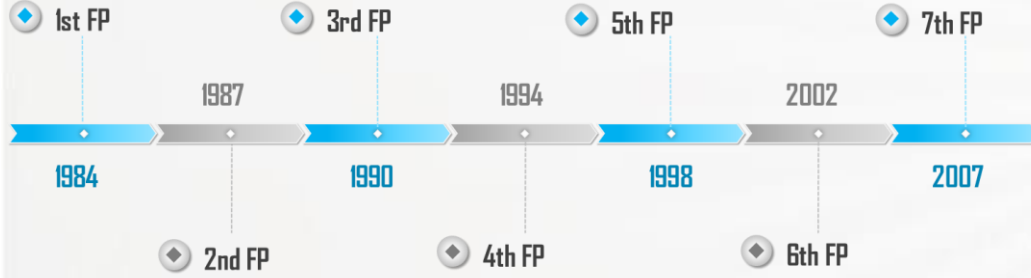 1st FP
3rd FP
5th FP
7th FP
1987
1994
2002
1984
1990
1998
2007
2nd FP
4th FP
6th FP